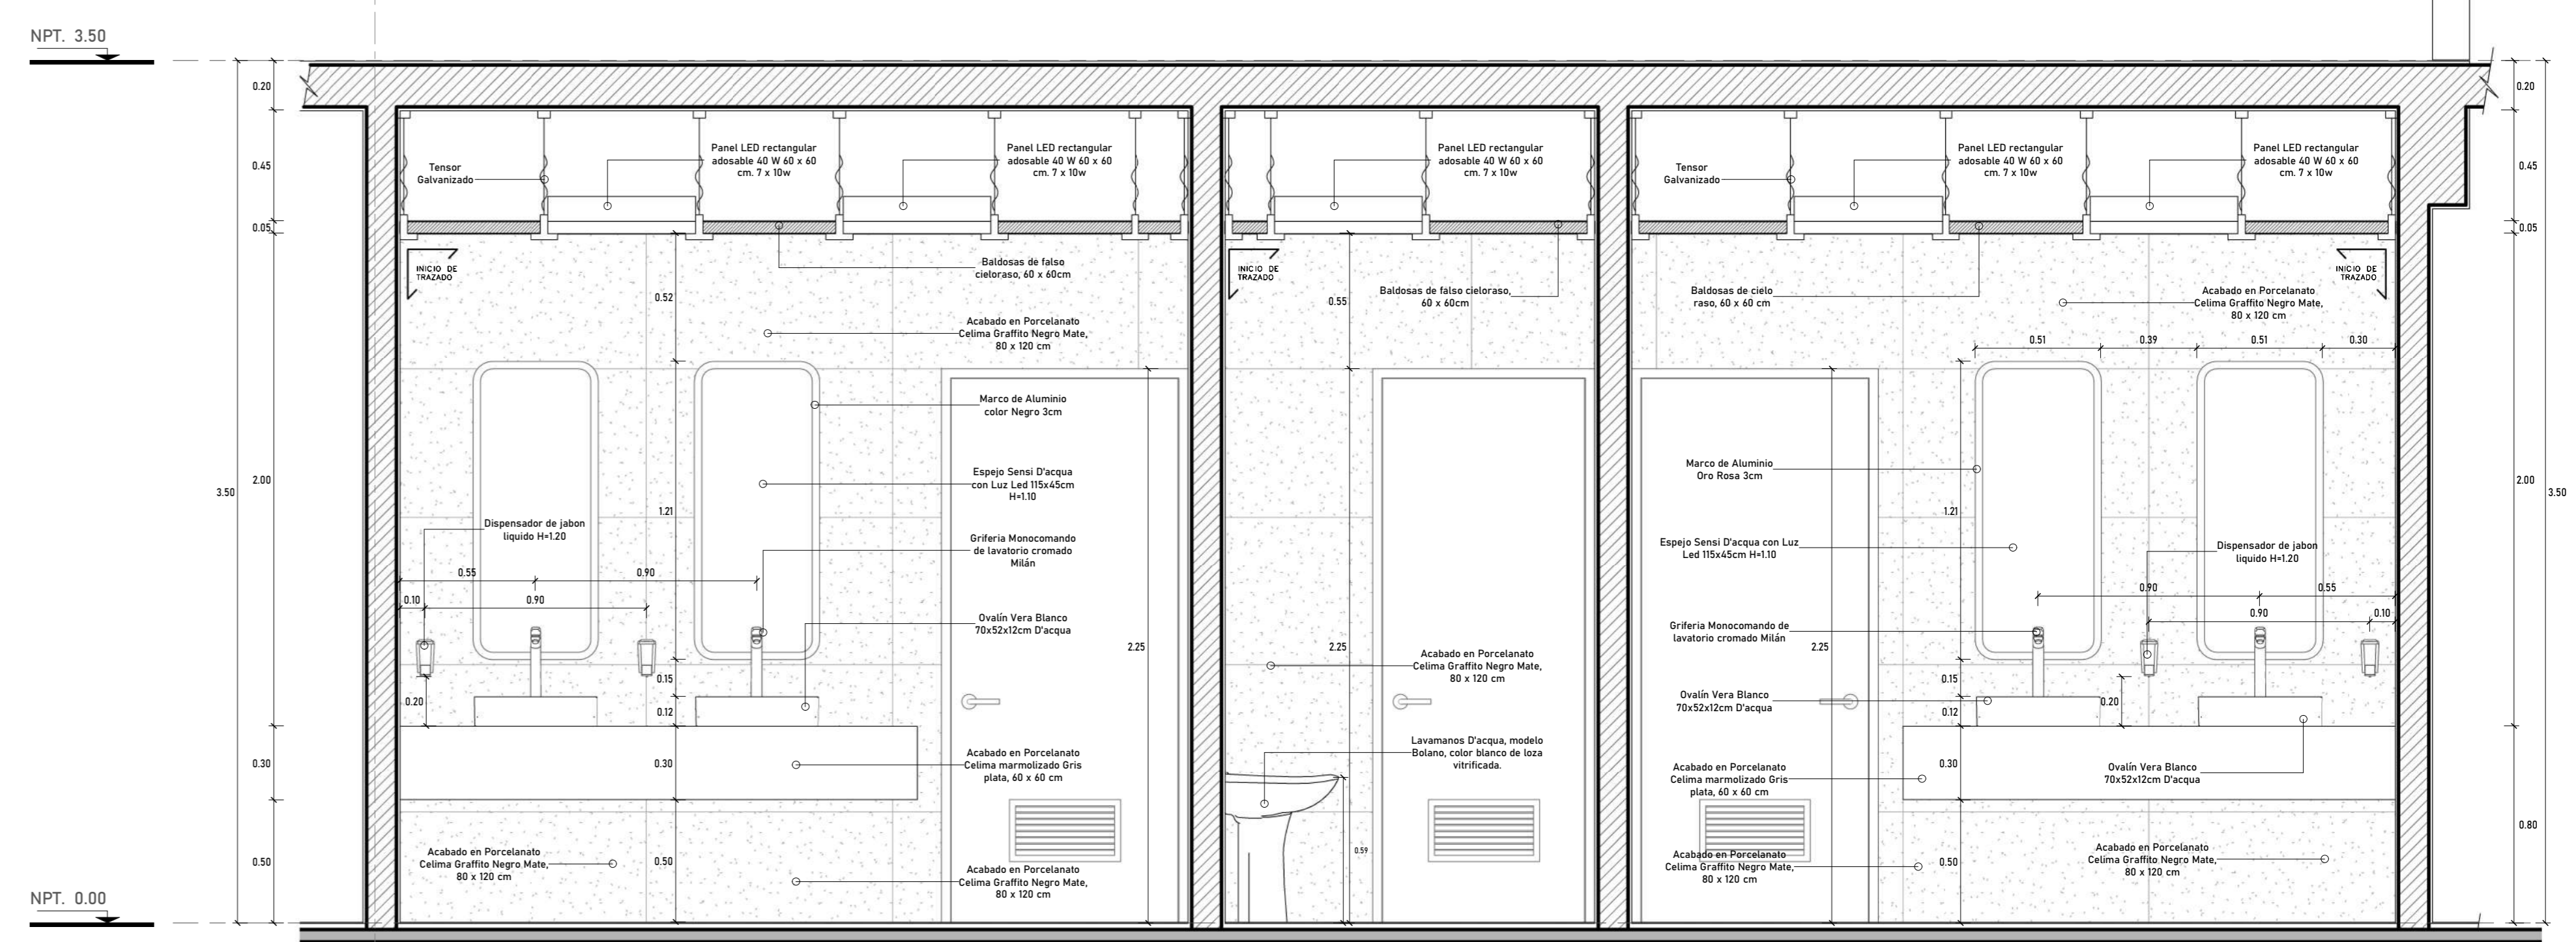 NPT. 3.50
0.20
0.45
0.05
2.00
3.50
0.30
0.50
NPT. 0.00
Tensor
Galvanizado
Panel LED rectangular
adosable 40 W 60 x 60
cm. 7 x 10w
Panel LED rectangular
adosable 40 W 60 x 60
cm. 7 x 10w
INICIO DE
TRAZADO
Baldosas de falso
cieloraso, 60 x 60cm
0.52
Acabado en Porcelanato
Celima Graffito Negro Mate,
80 x 120 cm
Marco de Aluminio
color Negro 3cm
Espejo Sensi D'acqua
con Luz Led 115x45cm
H=1.10
1.21
Dispensador de jabon
liquido H=1.20
Griferia Monocomando
de lavatorio cromado
Milán
0.55
0.90
0.10
0.90
Ovalín Vera Blanco
70x52x12cm D'acqua
2.25
0.15
0.20
0.12
0.30
Acabado en Porcelanato
Celima marmolizado Gris
plata, 60 x 60 cm
Acabado en Porcelanato
Celima Graffito Negro Mate,
80 x 120 cm
0.50
Acabado en Porcelanato
Celima Graffito Negro Mate,
80 x 120 cm
Panel LED rectangular
adosable 40 W 60 x 60
cm. 7 x 10w
INICIO DE
TRAZADO
0.55
Baldosas de falso cieloraso,
60 x 60cm
2.25
Acabado en Porcelanato
Celima Graffito Negro Mate,
80 x 120 cm
Lavamanos D'acqua, modelo
Bolano, color blanco de loza
vitrificada.
0.59
Tensor
Galvanizado
Panel LED rectangular
adosable 40 W 60 x 60
cm. 7 x 10w
Panel LED rectangular
adosable 40 W 60 x 60
cm. 7 x 10w
INICIO DE
TRAZADO
Baldosas de cielo
raso, 60 x 60 cm
Acabado en Porcelanato
Celima Graffito Negro Mate,
80 x 120 cm
0.51
0.39
0.51
0.30
Marco de Aluminio
Oro Rosa 3cm
1.21
Espejo Sensi D'acqua con Luz
Led 115x45cm H=1.10
Dispensador de jabon
liquido H=1.20
0.90
0.55
0.90
0.10
Griferia Monocomando de
lavatorio cromado Milán
2.25
0.15
Ovalín Vera Blanco
70x52x12cm D'acqua
0.12
0.20
0.30
Ovalín Vera Blanco
70x52x12cm D'acqua
Acabado en Porcelanato
Celima marmolizado Gris
plata, 60 x 60 cm
Acabado en Porcelanato
Celima Graffito Negro Mate,
80 x 120 cm
0.50
Acabado en Porcelanato
Celima Graffito Negro Mate,
80 x 120 cm
0.20
0.45
0.05
2.00
3.50
0.80